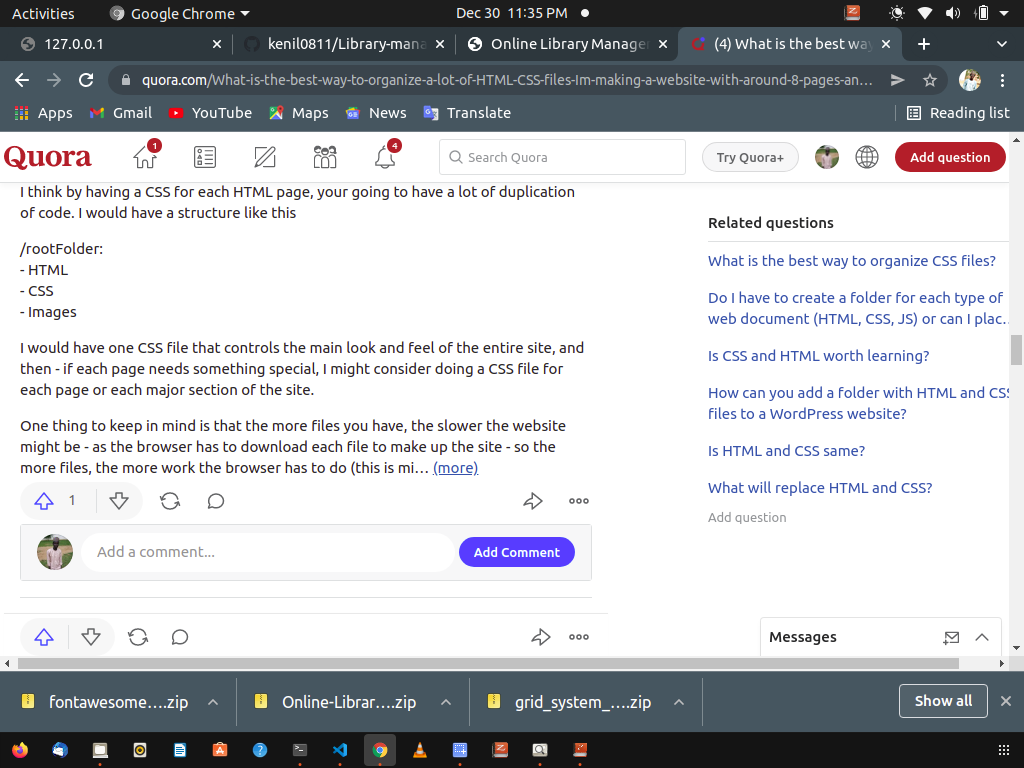 Activities
Google Chrome
Dec 30 11:35 PM
127.0.0.1
kenil0811/Library-mana
Online Library Manage
(4) What is the best way
quora.com/What-is-the-best-way-to-organize-a-lot-of-HTML-CSS-files-Im-making-a-website-with-around-8-pages-an...
Apps
Gmail
YouTube
Maps
News
Translate
Reading list
Quora
1
4
Search Quora
Try Quora+
Add question
I think by having a CSS for each HTML page, your going to have a lot of duplication
of code. I would have a structure like this
/rootFolder:
- HTML
- CSS
- Images
I would have one CSS file that controls the main look and feel of the entire site, and
then - if each page needs something special, I might consider doing a CSS file for
each page or each major section of the site.
One thing to keep in mind is that the more files you have, the slower the website
might be - as the browser has to download each file to make up the site - so the
more files, the more work the browser has to do (this is mi... (more)
1
Add a comment...
Add Comment
Related questions
What is the best way to organize CSS files?
Do I have to create a folder for each type of
web document (HTML, CSS, JS) or can I plac..
Is CSS and HTML worth learning?
How can you add a folder with HTML and CSS
files to a WordPress website?
Is HTML and CSS same?
What will replace HTML and CSS?
Add question
Messages
fontawesome....zip
Online-Librar....zip
grid_system_....zip
Show all